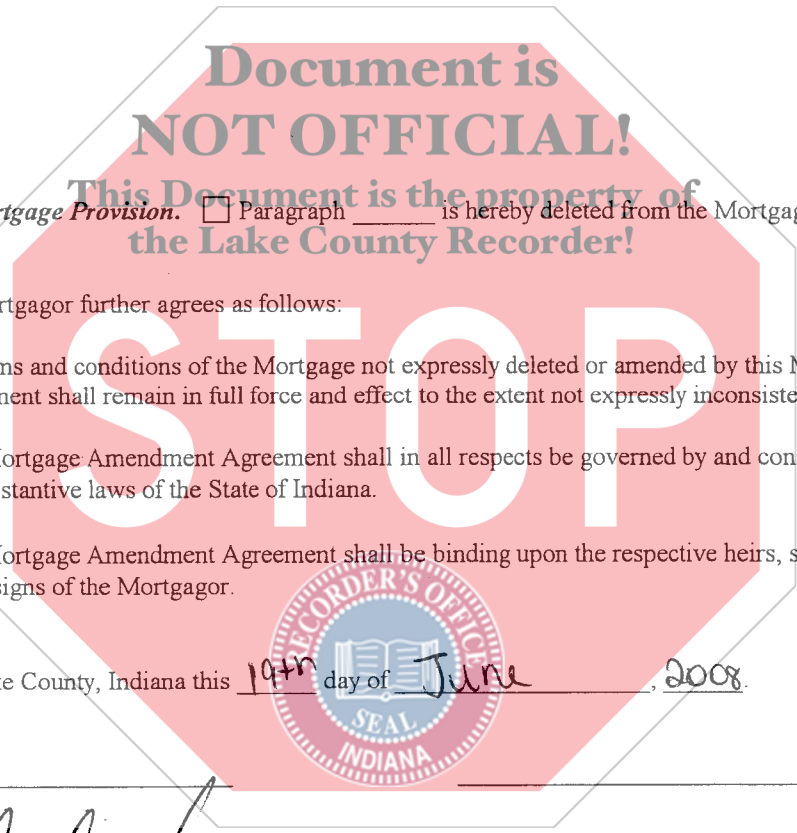 Document is
NOT OFFICIAL!
This Document is the property of
rtgage Provision. Paragraph ______ is hereby deleted from the Mortgag
the Lake County Recorder!
rtgagor further agrees as follows:
STOP
ms and conditions of the Mortgage not expressly deleted or amended by this M
ment shall remain in full force and effect to the extent not expressly inconsiste
ortgage Amendment Agreement shall in all respects be governed by and con
stantive laws of the State of Indiana.
ortgage Amendment Agreement shall be binding upon the respective heirs, s
signs of the Mortgagor.
RECORDER'S OFFICE
ke County, Indiana this 19th day of June, 2008.
SEAL
INDIANA